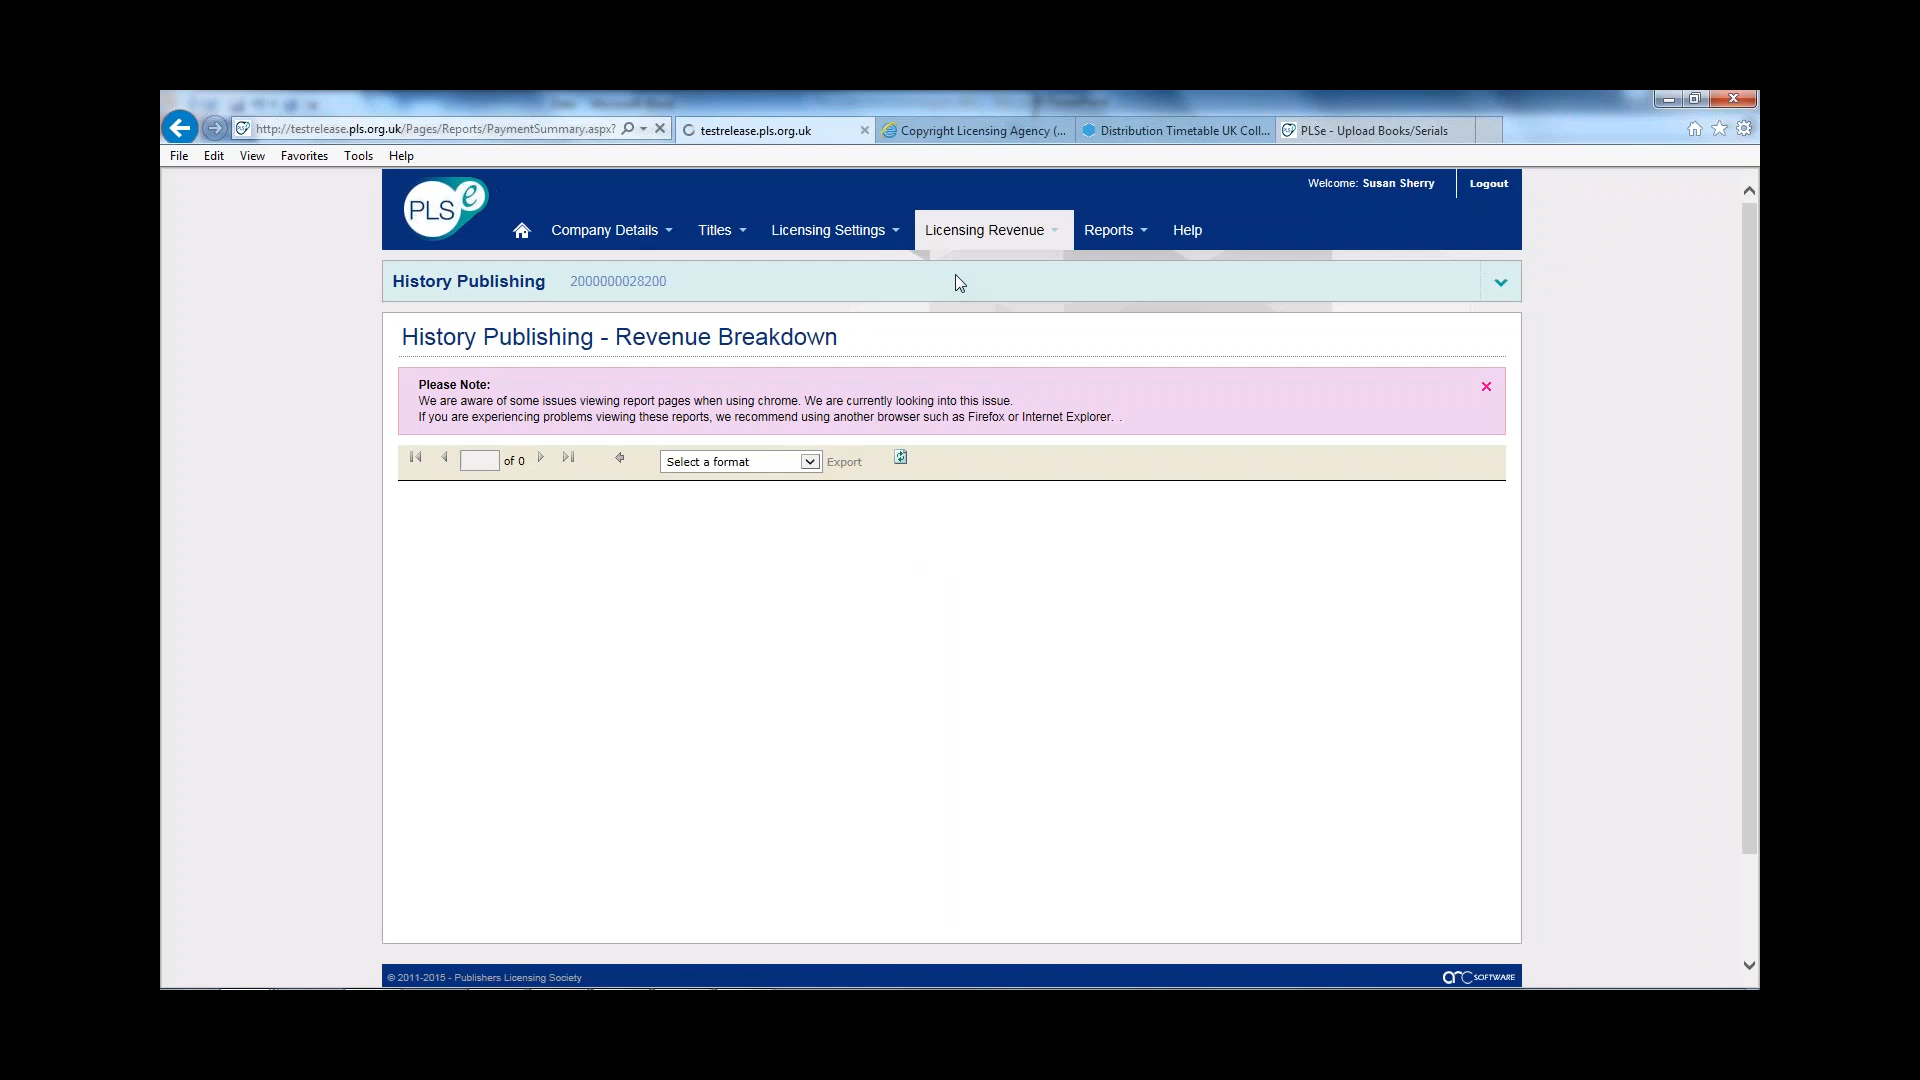 http://testrelease.pls.org.uk/Pages/Reports/PaymentSummary.aspx?
testrelease.pls.org.uk
Copyright Licensing Agency (...
Distribution Timetable UK Coll...
PLSe - Upload Books/Serials
File Edit View Favorites Tools Help
PLS e
Welcome: Susan Sherry Logout
Company Details Titles Licensing Settings Licensing Revenue Reports Help
History Publishing 2000000028200
History Publishing - Revenue Breakdown
Please Note:
We are aware of some issues viewing report pages when using chrome. We are currently looking into this issue.
If you are experiencing problems viewing these reports, we recommend using another browser such as Firefox or Internet Explorer. .
of 0 Select a format Export
© 2011-2015 - Publishers Licensing Society
arc SOFTWARE